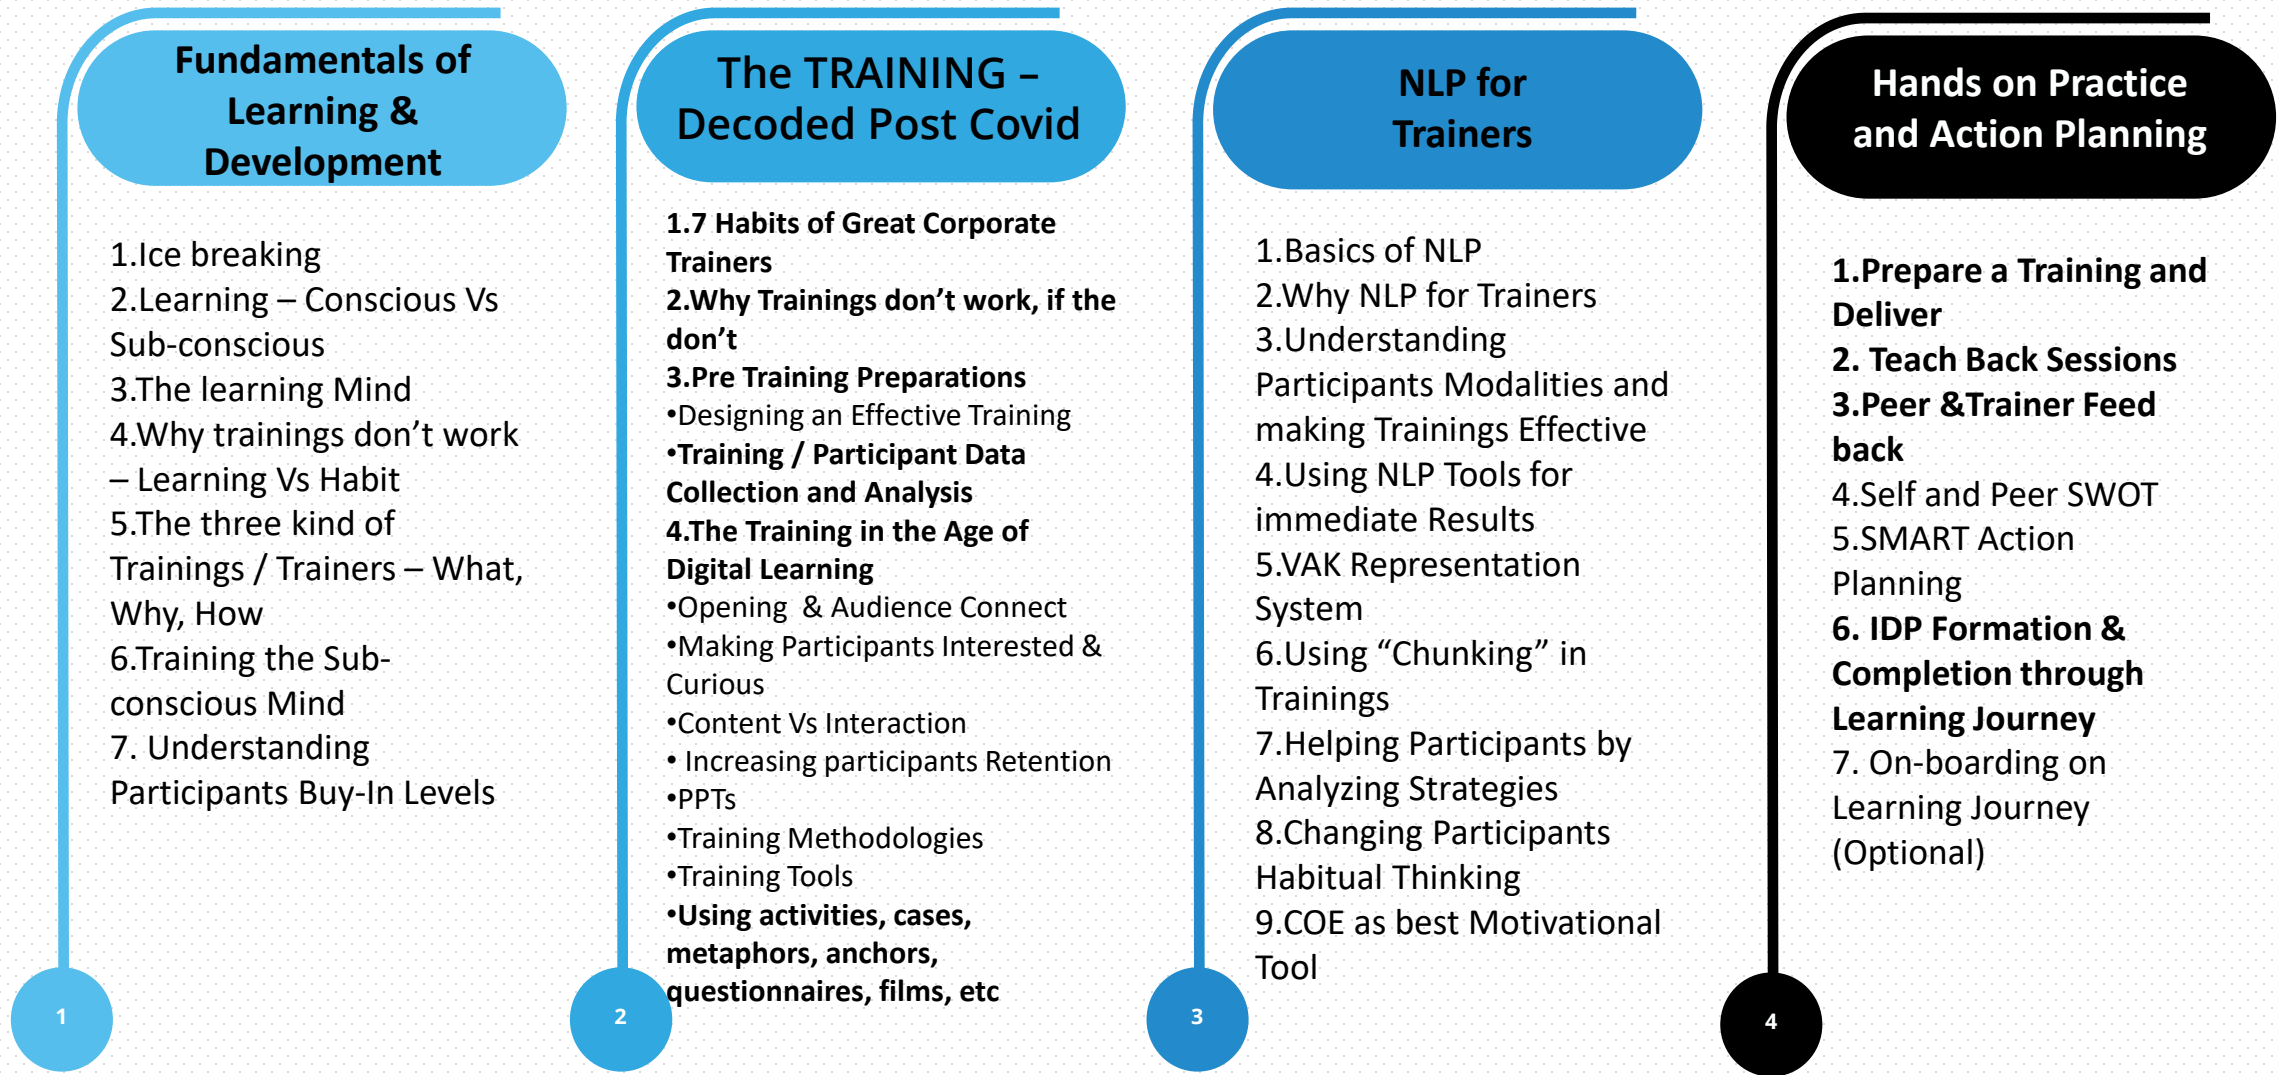 Fundamentals of
Learning &
Development
1.Ice breaking
2.Learning – Conscious Vs
Sub-conscious
3.The learning Mind
4.Why trainings don’t work
– Learning Vs Habit
5.The three kind of
Trainings / Trainers – What,
Why, How
6.Training the Sub-
conscious Mind
7. Understanding
Participants Buy-In Levels
1
The TRAINING –
Decoded Post Covid
1.7 Habits of Great Corporate
Trainers
2.Why Trainings don’t work, if the
don’t
3.Pre Training Preparations
•Designing an Effective Training
•Training / Participant Data
Collection and Analysis
4.The Training in the Age of
Digital Learning
•Opening  & Audience Connect
•Making Participants Interested &
Curious
•Content Vs Interaction
• Increasing participants Retention
•PPTs
•Training Methodologies
•Training Tools
•Using activities, cases,
metaphors, anchors,
questionnaires, films, etc
2
NLP for
Trainers
1.Basics of NLP
2.Why NLP for Trainers
3.Understanding
Participants Modalities and
making Trainings Effective
4.Using NLP Tools for
immediate Results
5.VAK Representation
System
6.Using “Chunking” in
Trainings
7.Helping Participants by
Analyzing Strategies
8.Changing Participants
Habitual Thinking
9.COE as best Motivational
Tool
3
Hands on Practice
and Action Planning
1.Prepare a Training and
Deliver
2. Teach Back Sessions
3.Peer &Trainer Feed
back
4.Self and Peer SWOT
5.SMART Action
Planning
6. IDP Formation &
Completion through
Learning Journey
7. On-boarding on
Learning Journey
(Optional)
4